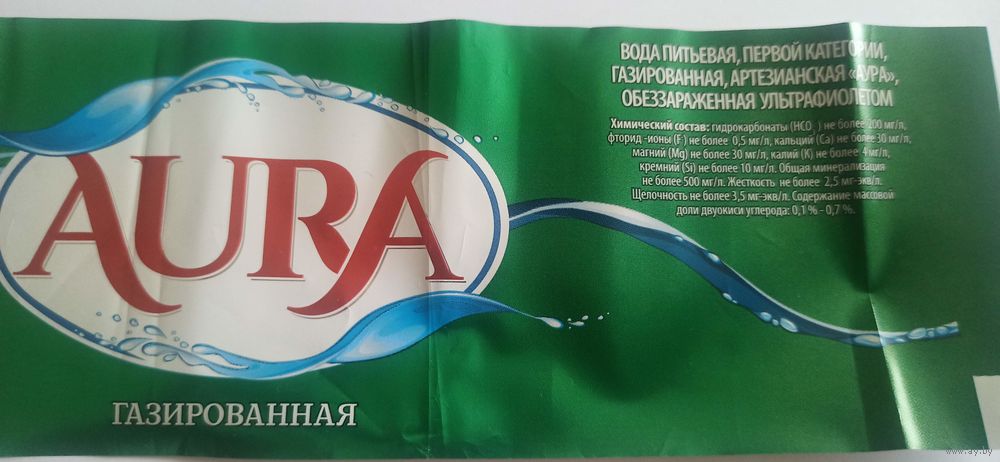 AURA
ГАЗИРОВАННАЯ
ВОДА ПИТЬЕВАЯ, ПЕРВОЙ КАТЕГОРИИ,
ГАЗИРОВАННАЯ, АРТЕЗИАНСКАЯ «АУРА»,
ОБЕЗЗАРАЖЕННАЯ УЛЬТРАФИОЛЕТОМ
Химический состав: гидрокарбонаты (HCO ) не более 200 мг/л,
фторид -ионы (F-) не более 0,5 мг/л, кальций (Ca) не более 30 мг/л,
магний (Mg) не более 30 мг/л, калий (K) не более 4 мг/л,
кремний (Si) не более 10 мг/л. Общая минерализация
не более 500 мг/л. Жесткость не более 2,5 мг-экв/л.
Щелочность не более 3,5 мг-экв/л. Содержание массовой
доли двуокиси углерода: 0,1 % - 0,7 %.
www.ay.by